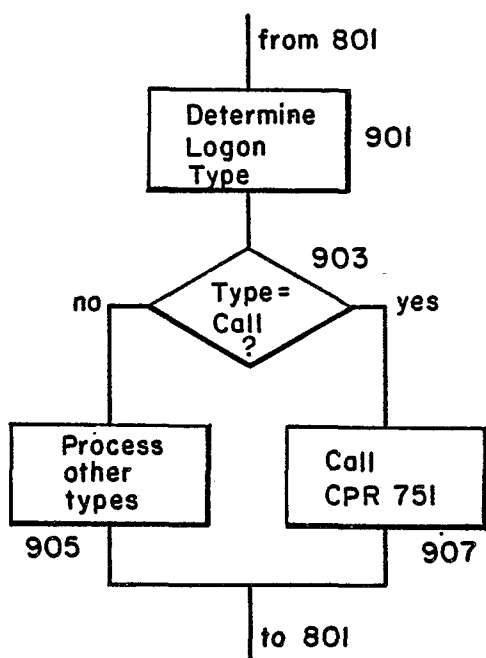 from 801
Determine
Logon
Type
901
903
Type=
Call
?
no
yes
Process
other
types
905
Call
CPR 751
907
to 801